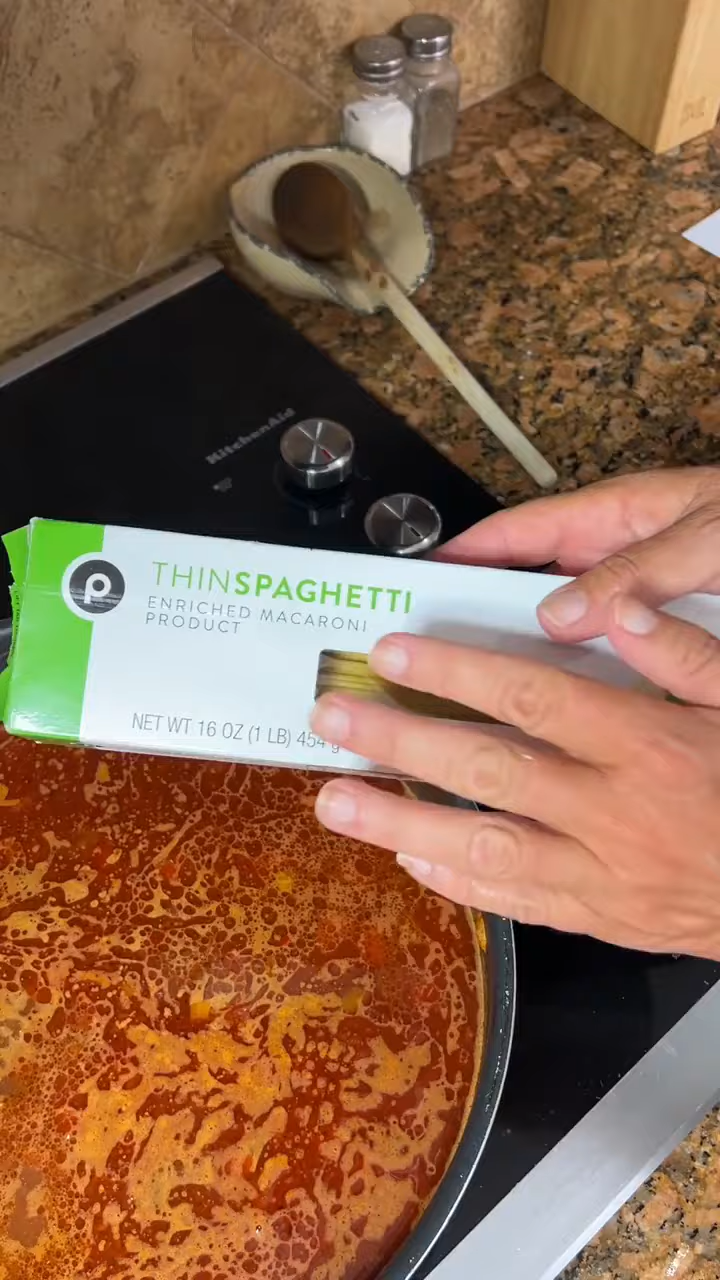 KitchenAid
p
THINSPAGHETTI
ENRICHED MACARONI
PRODUCT
NET WT 16 OZ (1 LB) 454 g